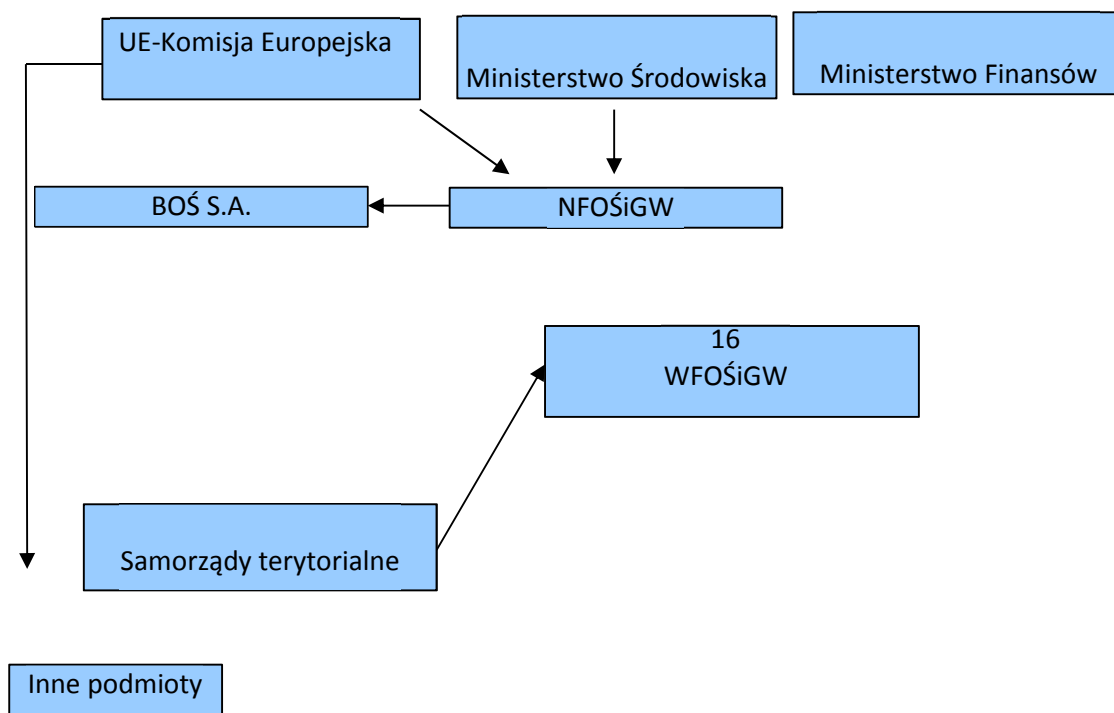 UE-Komisja Europejska
Ministerstwo Środowiska
Ministerstwo Finansów
BOŚ S.A.
NFOŚiGW
16
WFOŚiGW
Samorządy terytorialne
Inne podmioty